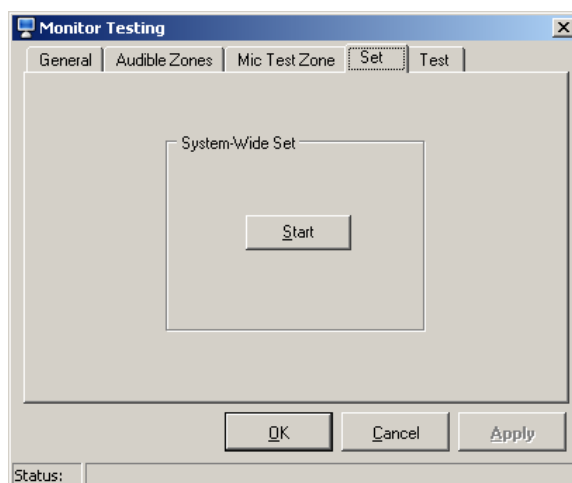 Monitor Testing
General Audible Zones Mic Test Zone Set Test
System-Wide Set
Start
OK Cancel Apply
Status: